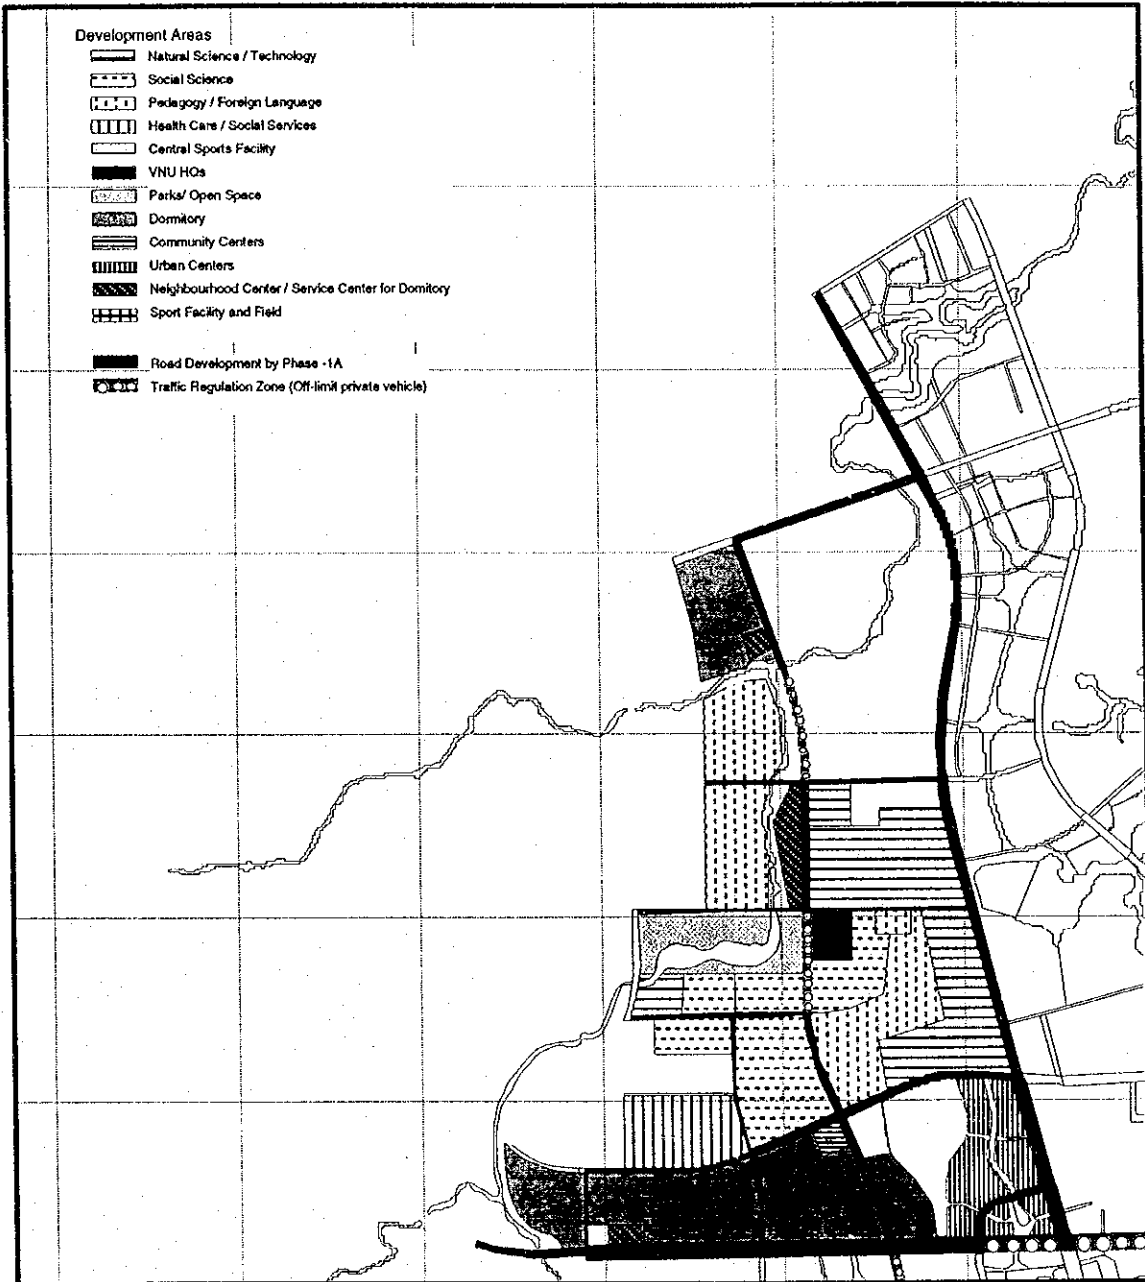 Development Areas
Natural Science / Technology
Social Science
Pedagogy / Foreign Language
Health Care / Social Services
Central Sports Facility
VNU HQs
Parks/ Open Space
Dormitory
Community Centers
Urban Centers
Neighbourhood Center / Service Center for Domitory
Sport Facility and Field
Road Development by Phase -1A
Traffic Regulation Zone (Off-limit private vehicle)